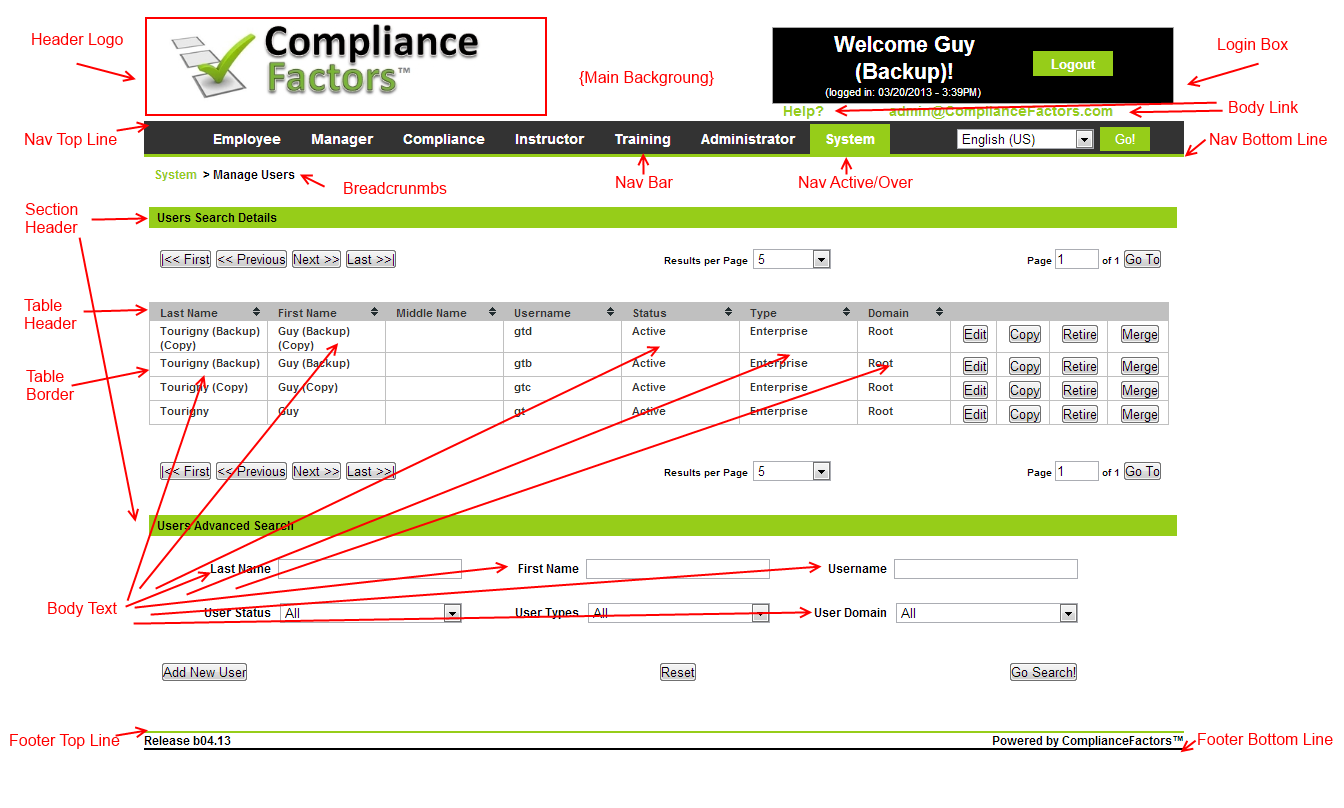 Header Logo
Compliance
Factors™
{Main Backgroung}
Welcome Guy
(Backup)!
(logged in: 03/20/2013 - 3:39PM)
Logout
Login Box
Help?
admin@ComplianceFactors.com
Body Link
Nav Top Line
Employee Manager Compliance Instructor Training Administrator System English (US) Go!
Nav Bottom Line
System > Manage Users
Breadcrunmbs
Nav Bar
Nav Active/Over
Section
Header
Users Search Details
|<< First << Previous Next >> Last >>| Results per Page 5 Page 1 of 1 Go To
Table
Header
Last Name First Name Middle Name Username Status Type Domain
Tourigny (Backup) Guy (Backup) gtd Active Enterprise Root Edit Copy Retire Merge
(Copy) (Copy)
Tourigny (Backup) Guy (Backup) gtb Active Enterprise Root Edit Copy Retire Merge
Table
Border
Tourigny (Copy) Guy (Copy) gtc Active Enterprise Root Edit Copy Retire Merge
Tourigny Guy gt Active Enterprise Root Edit Copy Retire Merge
|<< First << Previous Next >> Last >>| Results per Page 5 Page 1 of 1 Go To
Users Advanced Search
Last Name First Name Username
Body Text
User Status All User Types All User Domain All
Add New User Reset Go Search!
Footer Top Line
Release b04.13 Powered by ComplianceFactors™
Footer Bottom Line